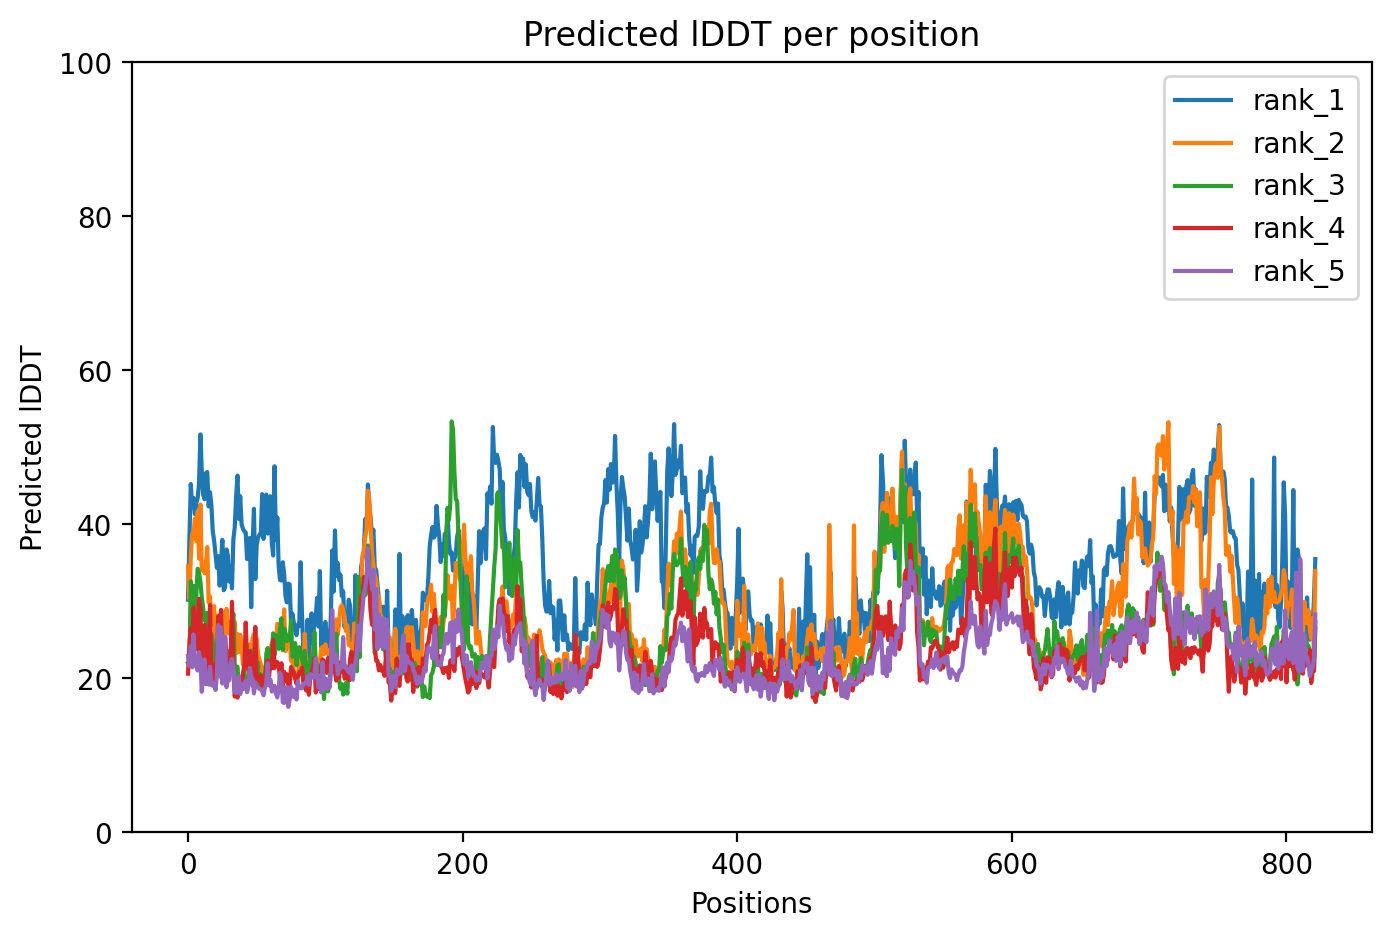 Predicted lDDT per position
100
80
60
40
20
0
Predicted lDDT
0 200 400 600 800
Positions
rank_1
rank_2
rank_3
rank_4
rank_5